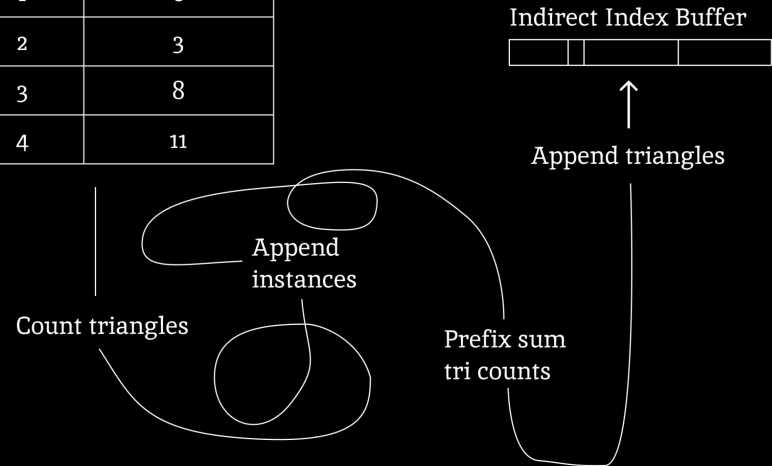 2 3
3 8
4 11
Indirect Index Buffer
Append triangles
Append
instances
Count triangles
Prefix sum
tri counts